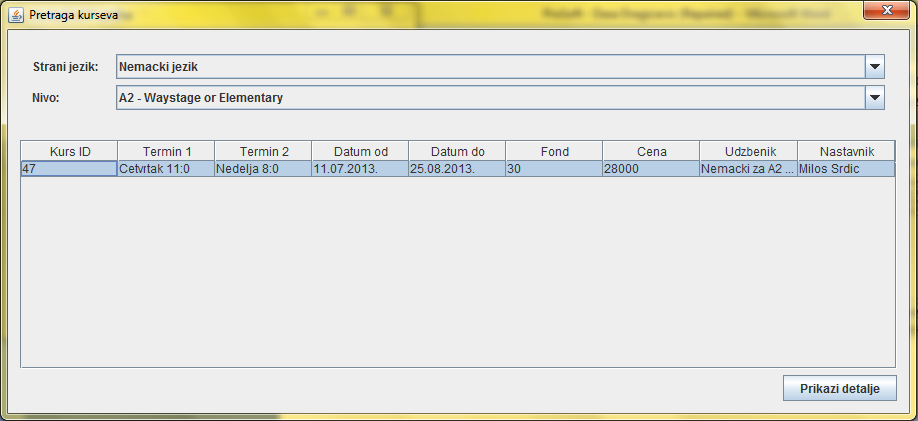 Pretraga kurseva
Strani jezik: Nemacki jezik
Nivo: A2 - Waystage or Elementary
Kurs ID Termin 1 Termin 2 Datum od Datum do Fond Cena Udzbenik Nastavnik
47 Cetvrtak 11:0 Nedelja 8:0 11.07.2013. 25.08.2013. 30 28000 Nemacki za A2 ... Milos Srdic
Prikazi detalje